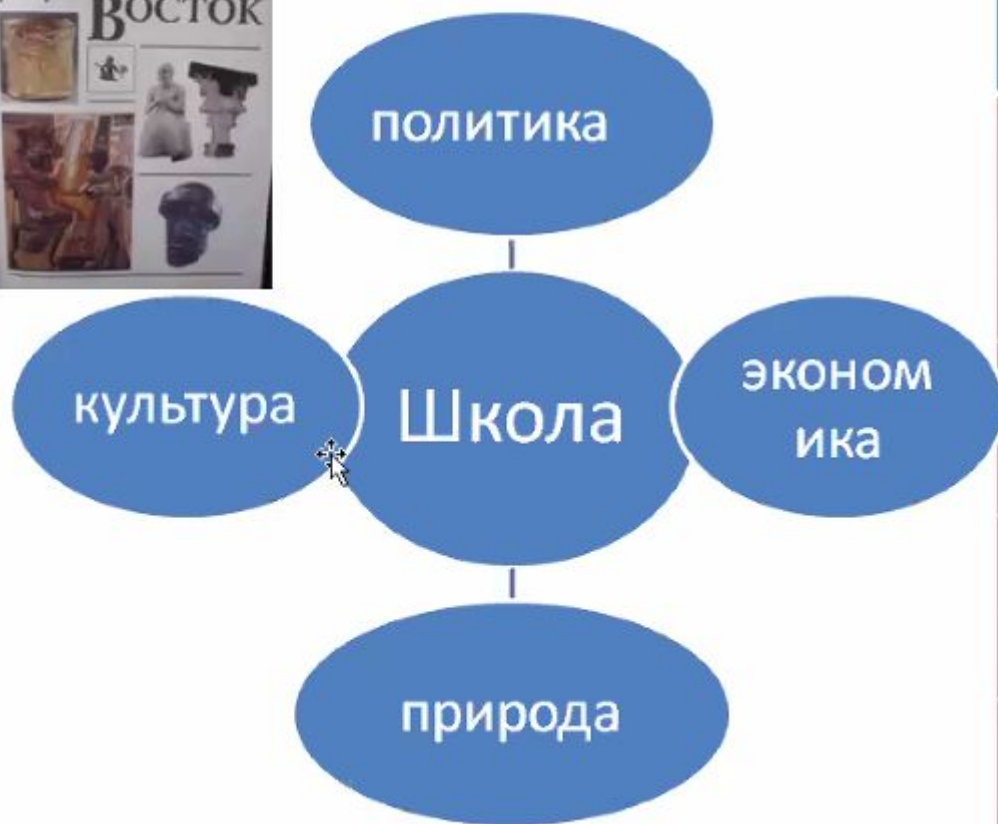 Восток
политика
культура
Школа
эконом
ика
природа